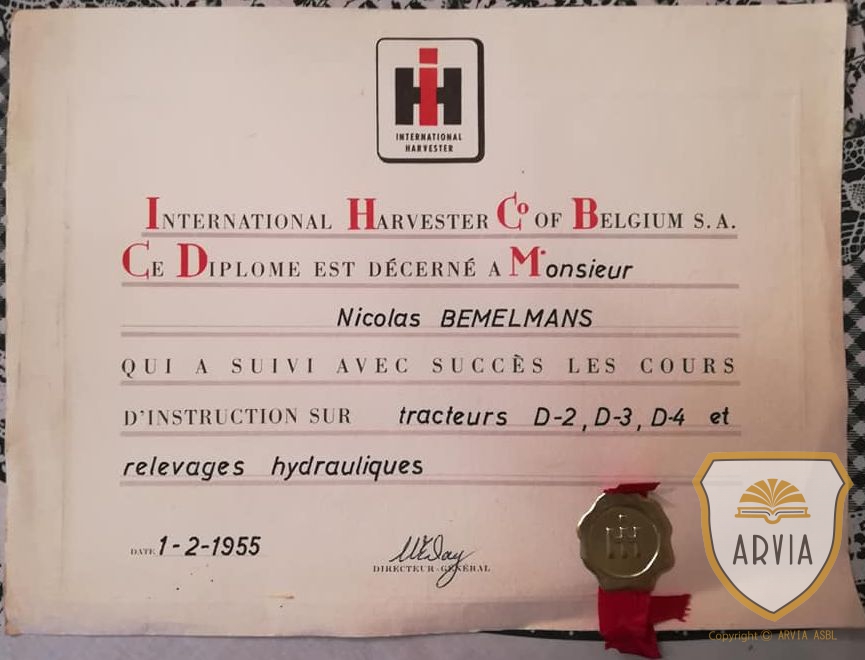 INTERNATIONAL
HARVESTER
INTERNATIONAL HARVESTER Co OF BELGIUM S.A.
CE DIPLOME EST DÉCERNÉ A Monsieur
Nicolas BEMELMANS
QUI A SUIVI AVEC SUCCÈS LES COURS
D'INSTRUCTION SUR tracteurs D-2, D-3, D-4 et
relevages hydrauliques
DATE 1-2-1955
DIRECTEUR-GÉNÉRAL
ARVIA
Copyright © ARVIA ASBL